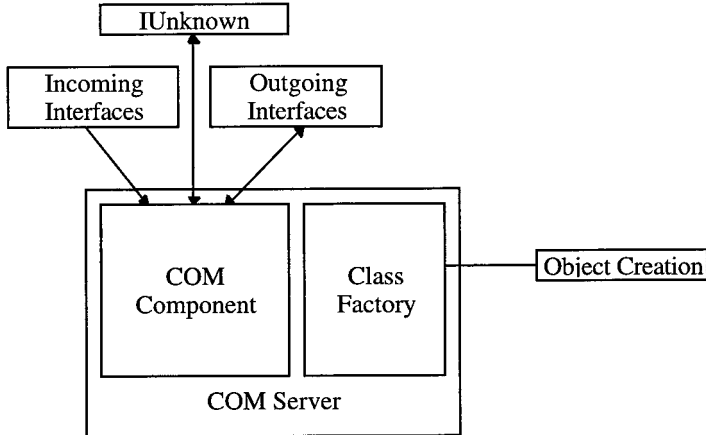 IUnknown
Incoming
Interfaces
Outgoing
Interfaces
COM
Component
Class
Factory
Object Creation
COM Server